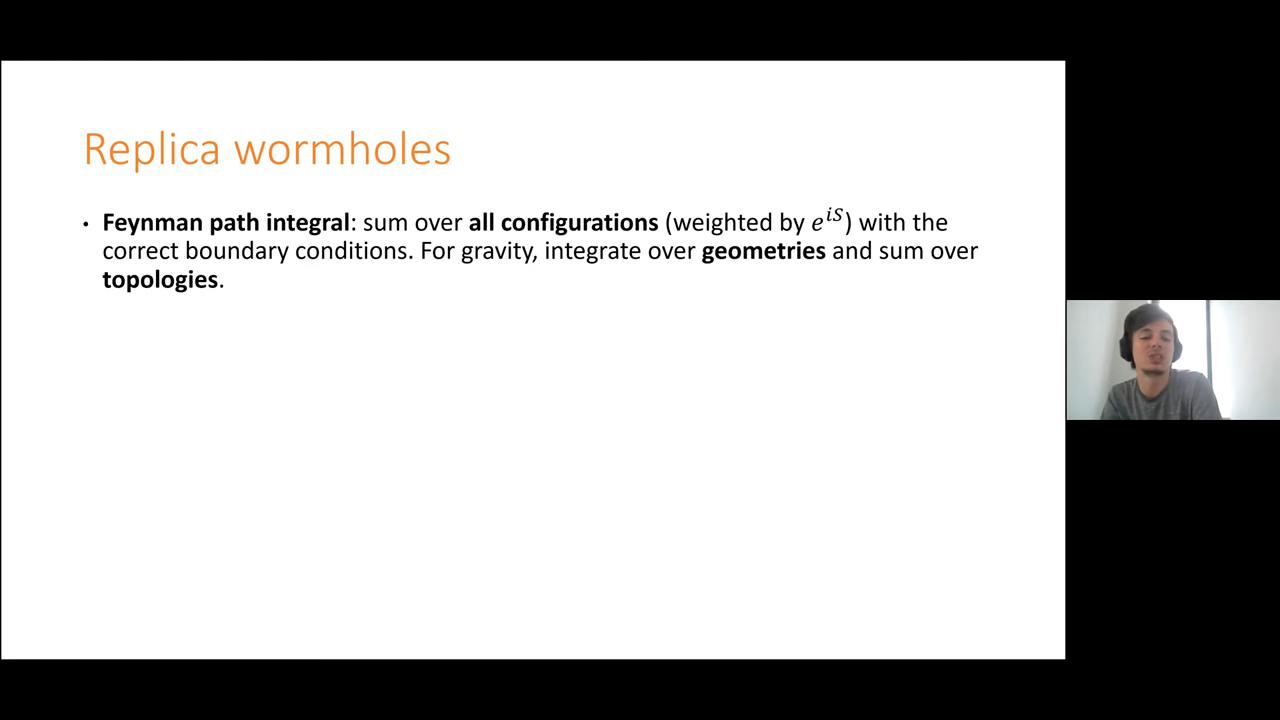 Replica wormholes
• Feynman path integral: sum over all configurations (weighted by $e^{iS}$) with the
correct boundary conditions. For gravity, integrate over geometries and sum over
topologies.